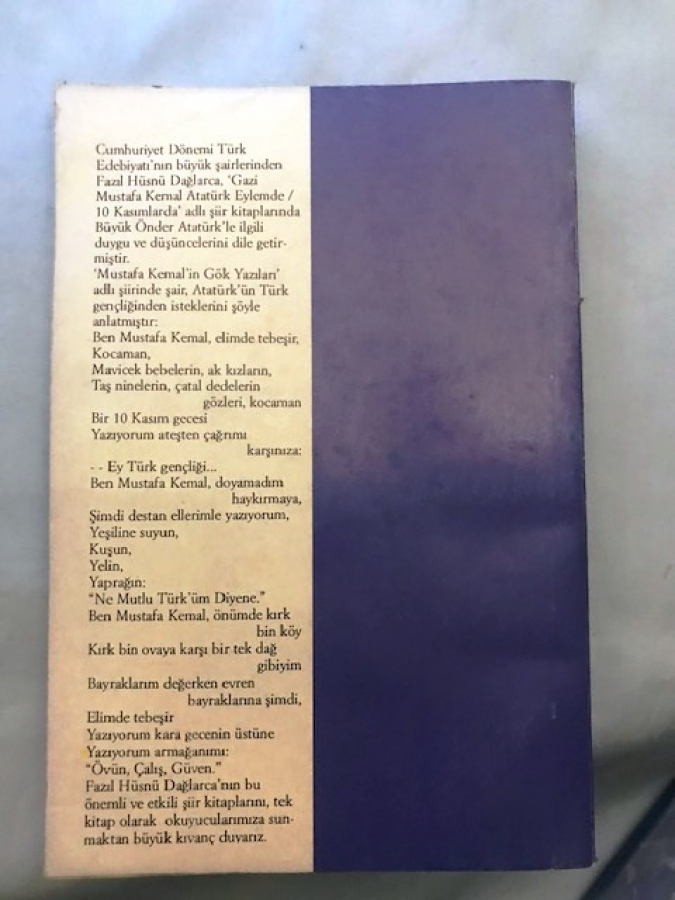 Cumhuriyet Dönemi Türk
Edebiyatı'nın büyük şairlerinden
Fazıl Hüsnü Dağlarca, 'Gazi
Mustafa Kemal Atatürk Eylemde /
10 Kasımlarda' adlı şiir kitaplarında
Büyük Önder Atatürk'le ilgili
duygu ve düşüncelerini dile getir-
miştir.
'Mustafa Kemal'in Gök Yazıları'
adlı şiirinde şair, Atatürk'ün Türk
gençliğinden isteklerini şöyle
anlatmıştır:
Ben Mustafa Kemal, elimde tebeşir,
Kocaman,
Mavicek bebelerin, ak kızların,
Taş ninelerin, çatal dedelerin
gözleri, kocaman
Bir 10 Kasım gecesi
Yazıyorum ateşten çağrımı
karşınıza:
- - Ey Türk gençliği...
Ben Mustafa Kemal, doyamadım
haykırmaya,
Şimdi destan ellerimle yazıyorum,
Yeşiline suyun,
Kuşun,
Yelin,
Yaprağın:
"Ne Mutlu Türk'üm Diyene."
Ben Mustafa Kemal, önümde kırk
bin köy
Kırk bin ovaya karşı bir tek dağ
gibiyim
Bayraklarım değerken evren
bayraklarına şimdi,
Elimde tebeşir
Yazıyorum kara gecenin üstüne
Yazıyorum armağanımı:
"Övün, Çalış, Güven."
Fazıl Hüsnü Dağlarca'nın bu
önemli ve etkili şiir kitaplarını, tek
kitap olarak okuyucularımıza sun-
maktan büyük kıvanç duyarız.